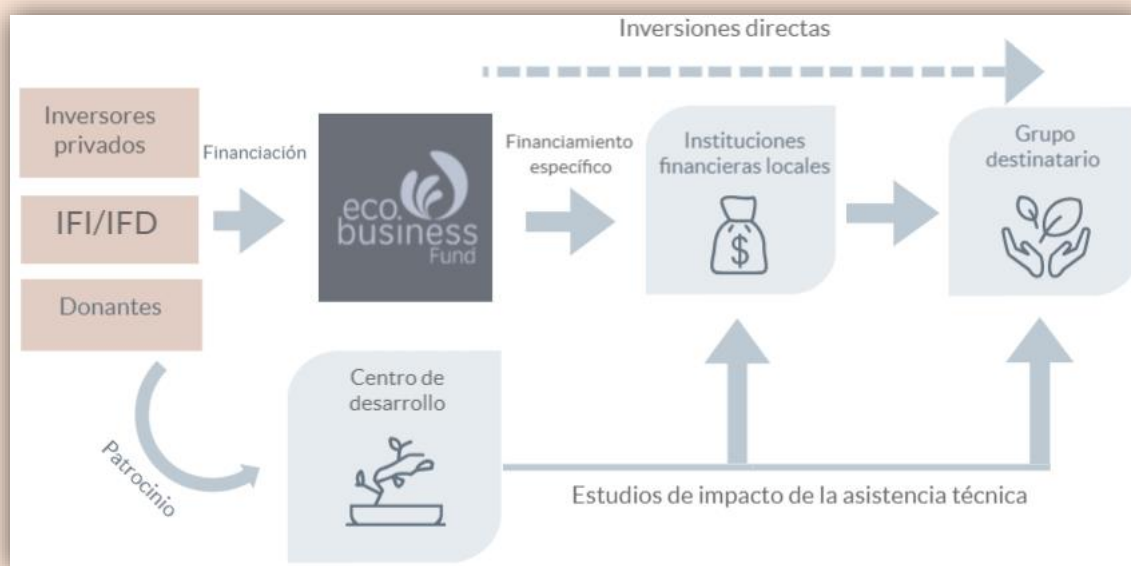 Inversiones directas
Inversores
privados
IFI/IFD
Donantes
Financiación
eco.
business
Fund
Financiamiento
específico
Instituciones
financieras locales
$
Grupo
destinatario
Patrocinio
Centro de
desarrollo
Estudios de impacto de la asistencia técnica